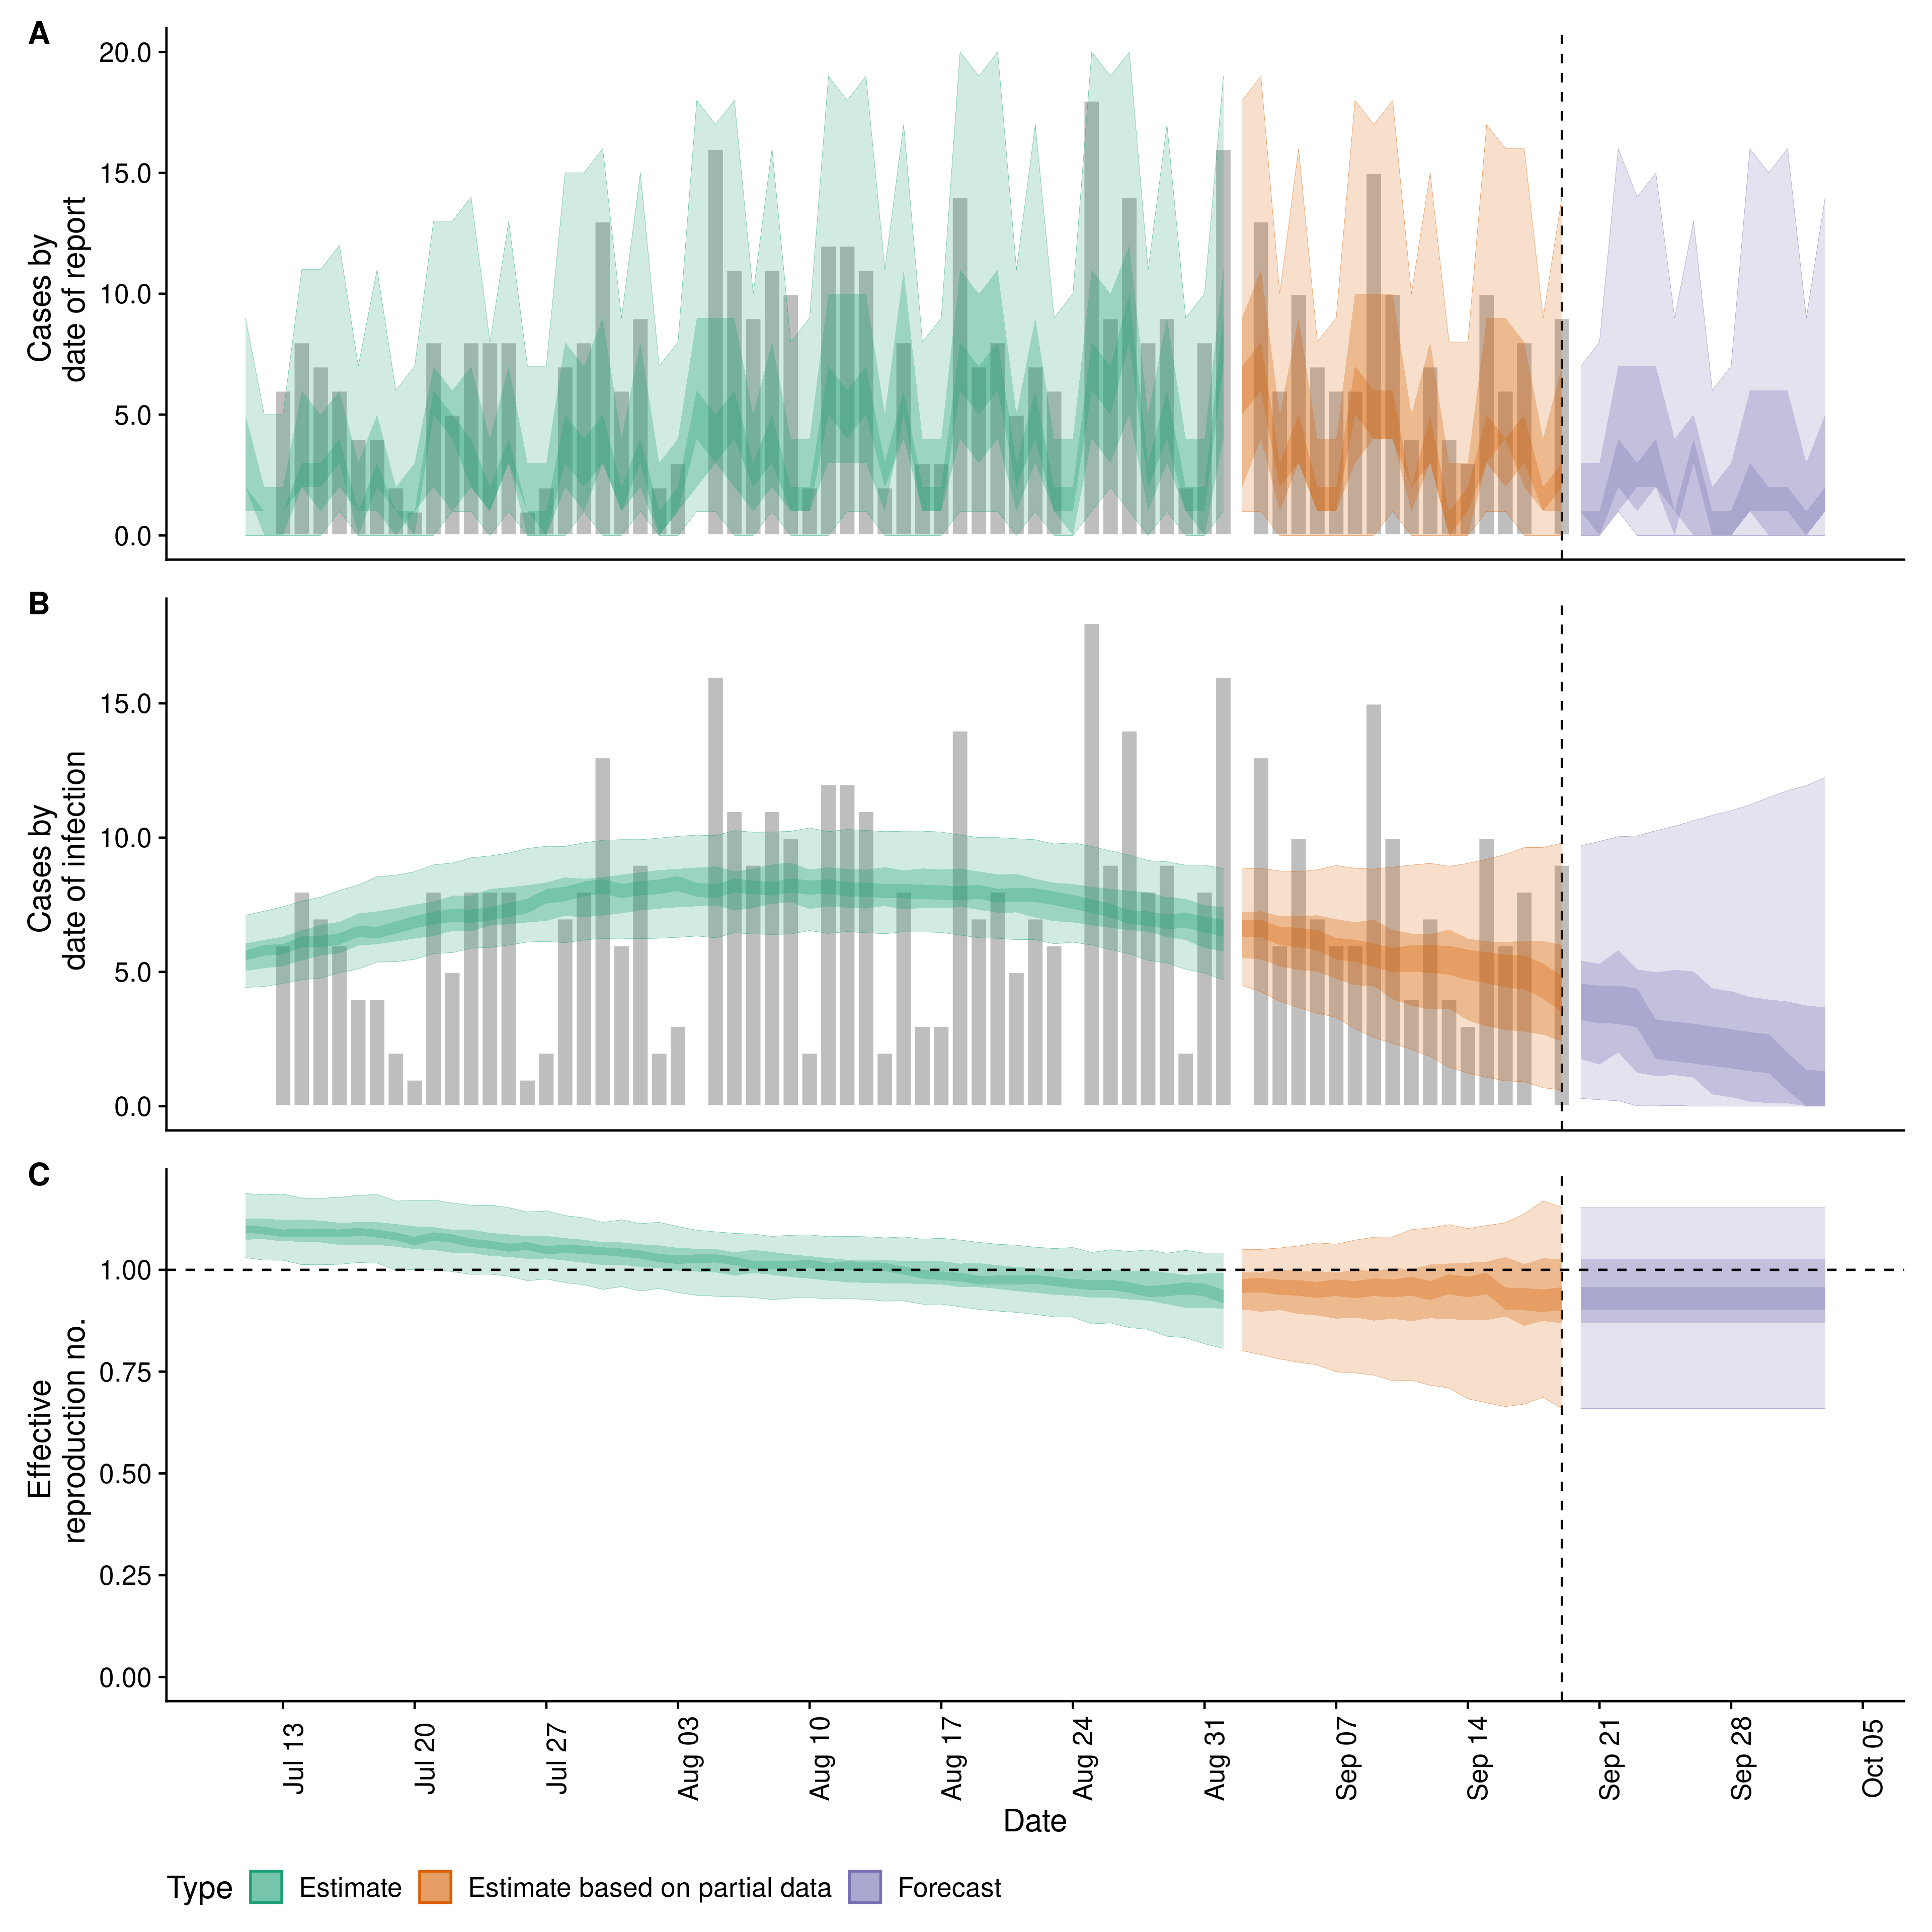 A
20.0
15.0
10.0
5.0
0.0
Cases by
date of report
B
15.0
10.0
5.0
0.0
Cases by
date of infection
C
1.00
0.75
0.50
0.25
0.00
Effective
reproduction no.
Jul 13
Jul 20
Jul 27
Aug 03
Aug 10
Aug 17
Aug 24
Aug 31
Sep 07
Sep 14
Sep 21
Sep 28
Oct 05
Date
Type Estimate Estimate based on partial data Forecast